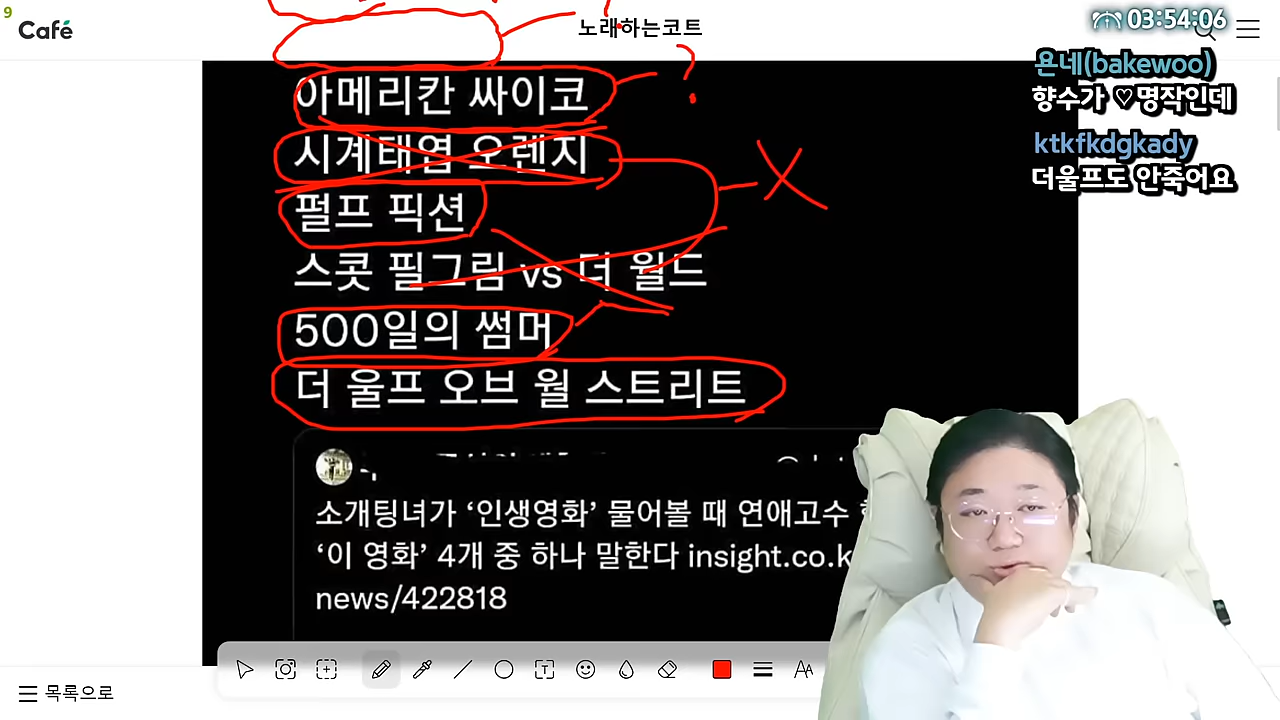 9
Café
노래하는코트
03:54:06
욘네(bakewoo)
향수가 ♡명작인데
ktkfkdgkady
더울프도 안죽어요
아메리칸 싸이코
?
시계태엽 오렌지
X
펄프 픽션
스콧 필그림 vs 더 월드
500일의 썸머
더 울프 오브 월 스트리트
소개팅녀가 ‘인생영화’ 물어볼 때 연애고수
‘이 영화’ 4개 중 하나 말한다 insight.co.k
news/422818
목록으로